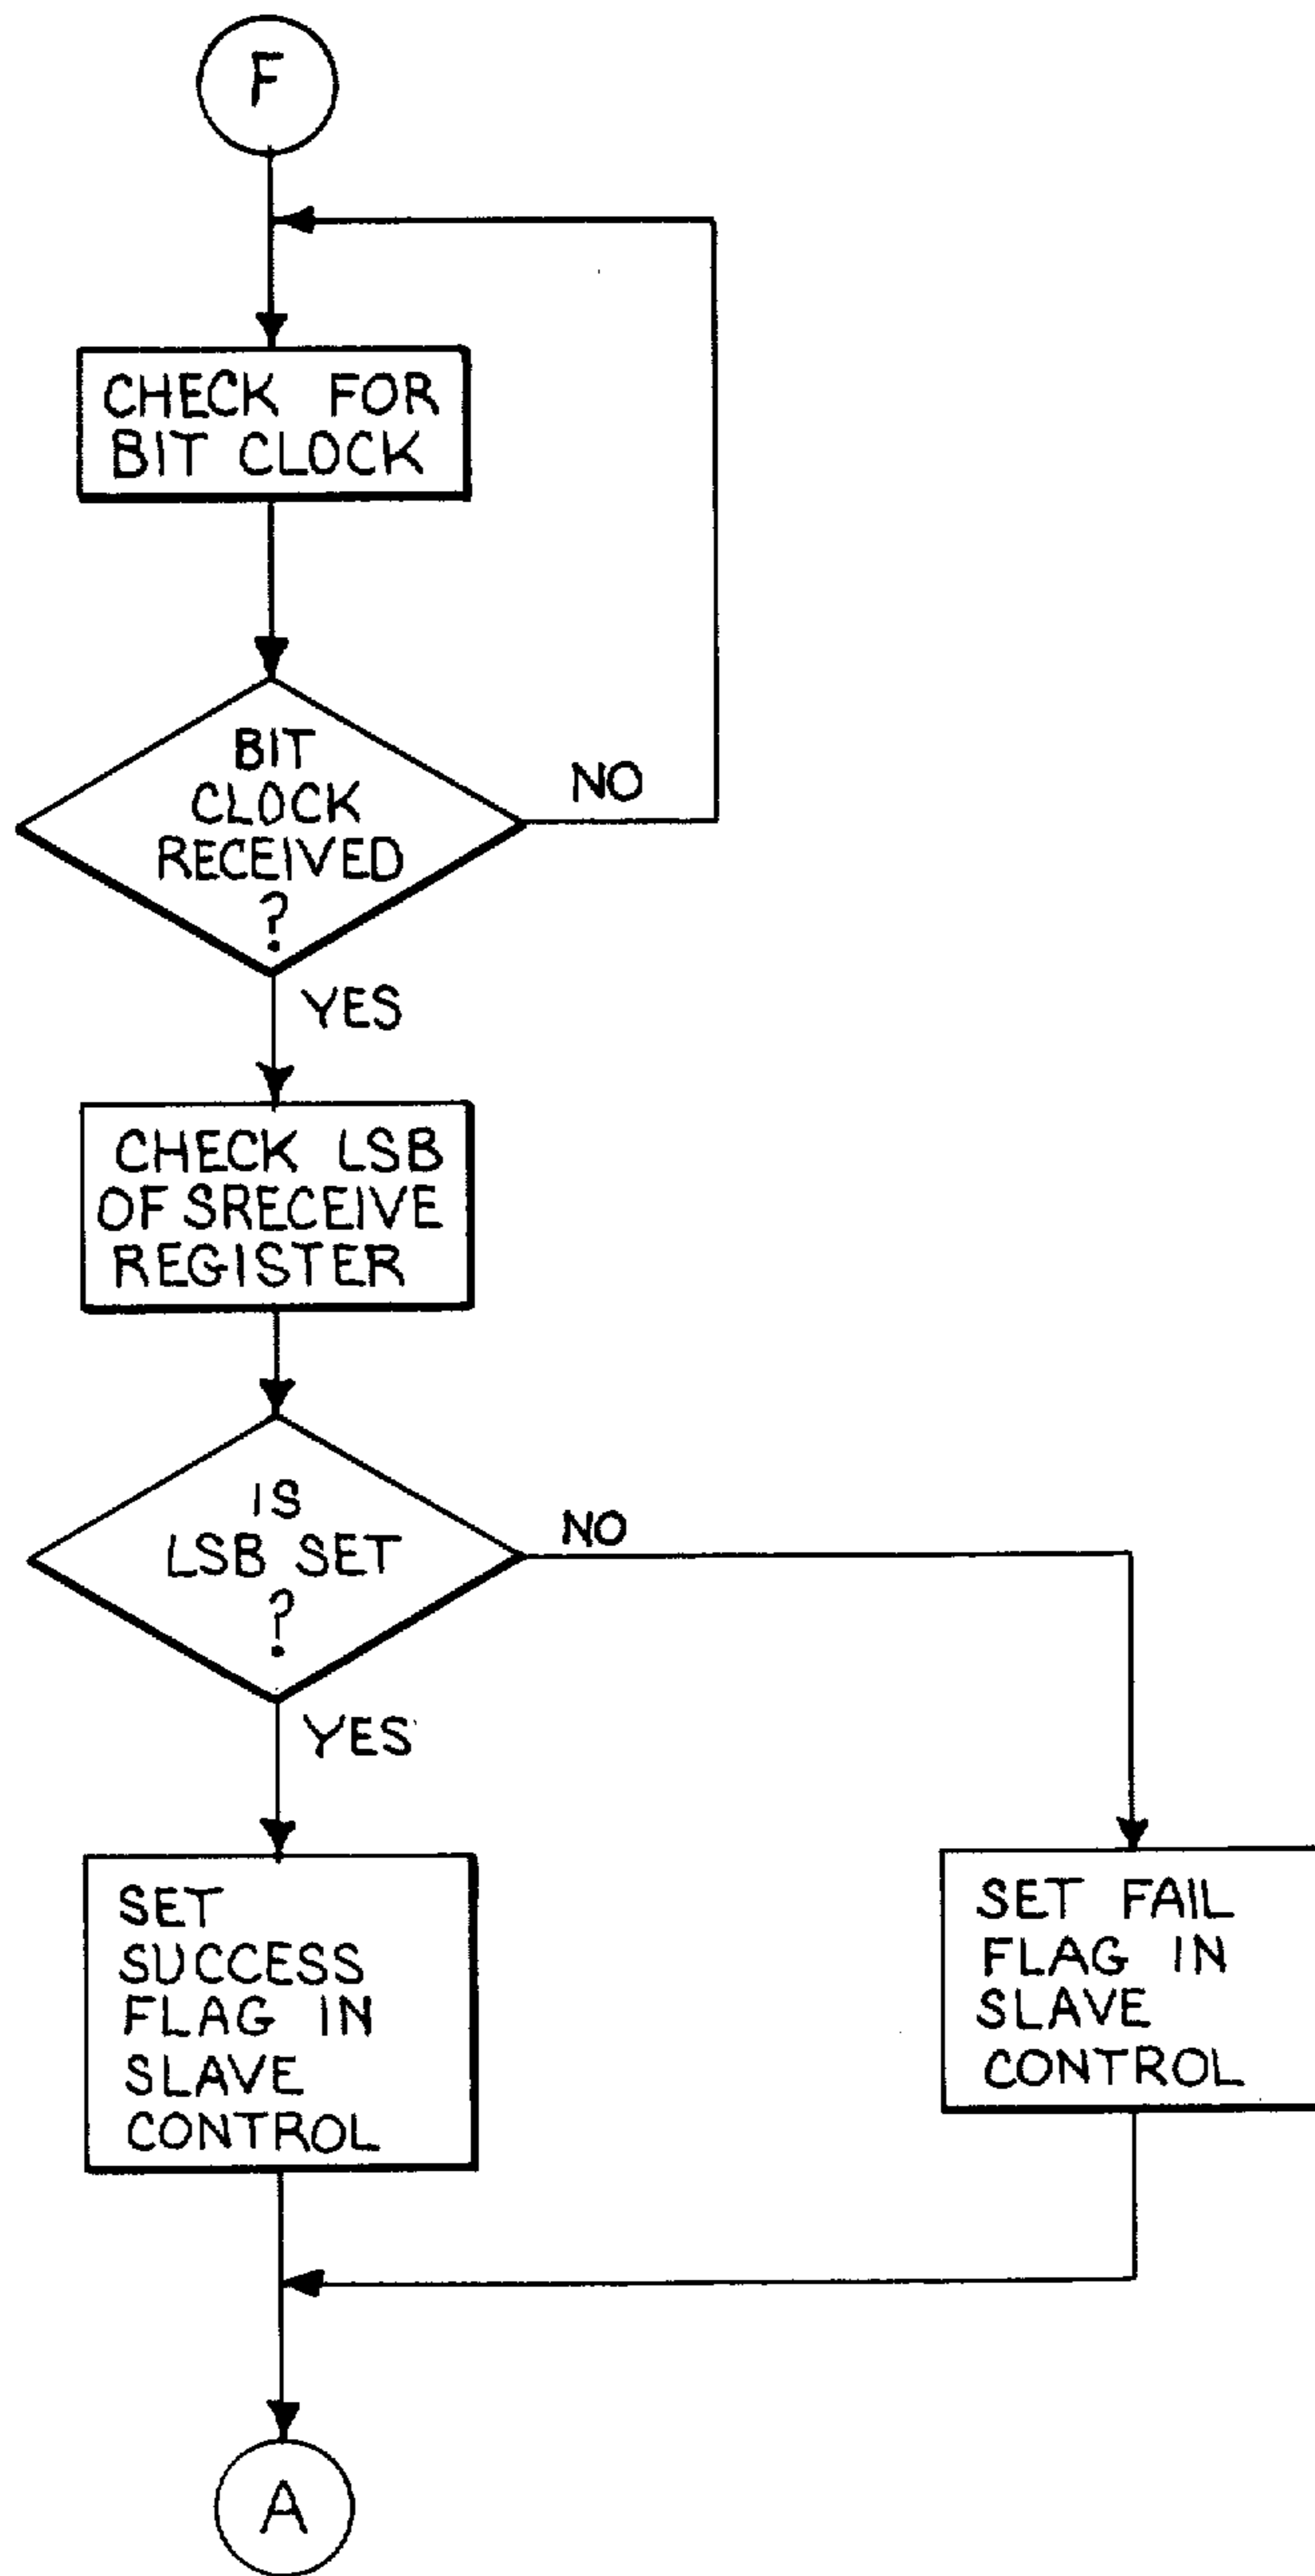 F
CHECK FOR
BIT CLOCK
BIT
CLOCK
RECEIVED
?
NO
YES
CHECK LSB
OF SRECEIVE
REGISTER
IS
LSB SET
?
NO
YES
SET
SUCCESS
FLAG IN
SLAVE
CONTROL
SET FAIL
FLAG IN
SLAVE
CONTROL
A